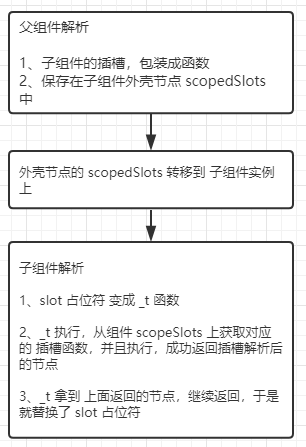 父组件解析
1、子组件的插槽，包装成函数
2、保存在子组件外壳节点 scopedSlots
中
外壳节点的 scopedSlots 转移到 子组件实例
上
子组件解析
1、slot 占位符 变成 _t 函数
2、_t 执行，从组件 scopeSlots 上获取对应
的 插槽函数，并且执行，成功返回插槽解析后
的节点
3、_t 拿到 上面返回的节点，继续返回，于是
就替换了 slot 占位符